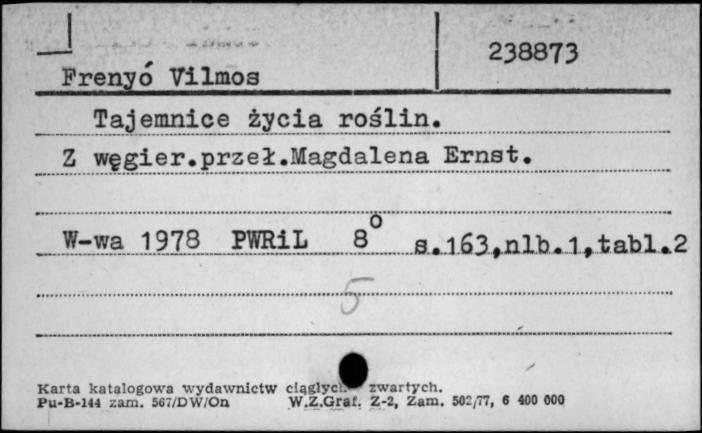 238873
Frenyó Vilmos
Tajemnice życia roślin.
Z węgier.przeł.Magdalena Ernst.
W-wa 1978 PWRiL 8° s.163,nlb.1,tabl.2
5
Karta katalogowa wydawnictw ciągłych zwartych.
Pu-B-144 zam. 567/DW/On W.Z.Graf. Z-2, Zam. 502/77, 6 400 000